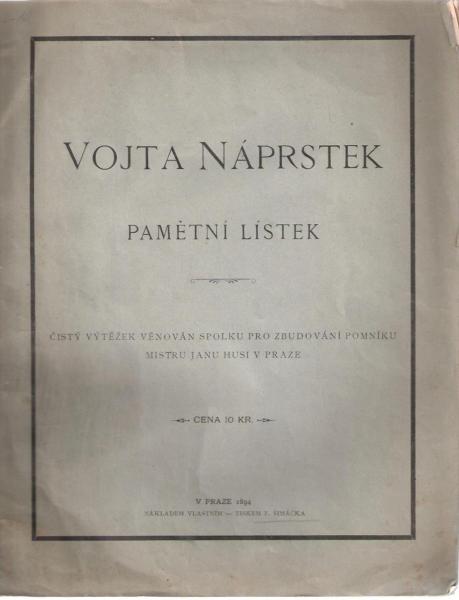 VOJTA NÁPRSTEK
PAMĚTNÍ LÍSTEK
ČISTÝ VÝTĚŽEK VĚNOVÁN SPOLKU PRO ZBUDOVÁNÍ POMNÍKU
MISTRU JANU HUSI V PRAZE
CENA 10 KR.
V PRAZE 1894
NÁKLADEM VLASTNÍM — TISKEM F. ŠIMÁČKA